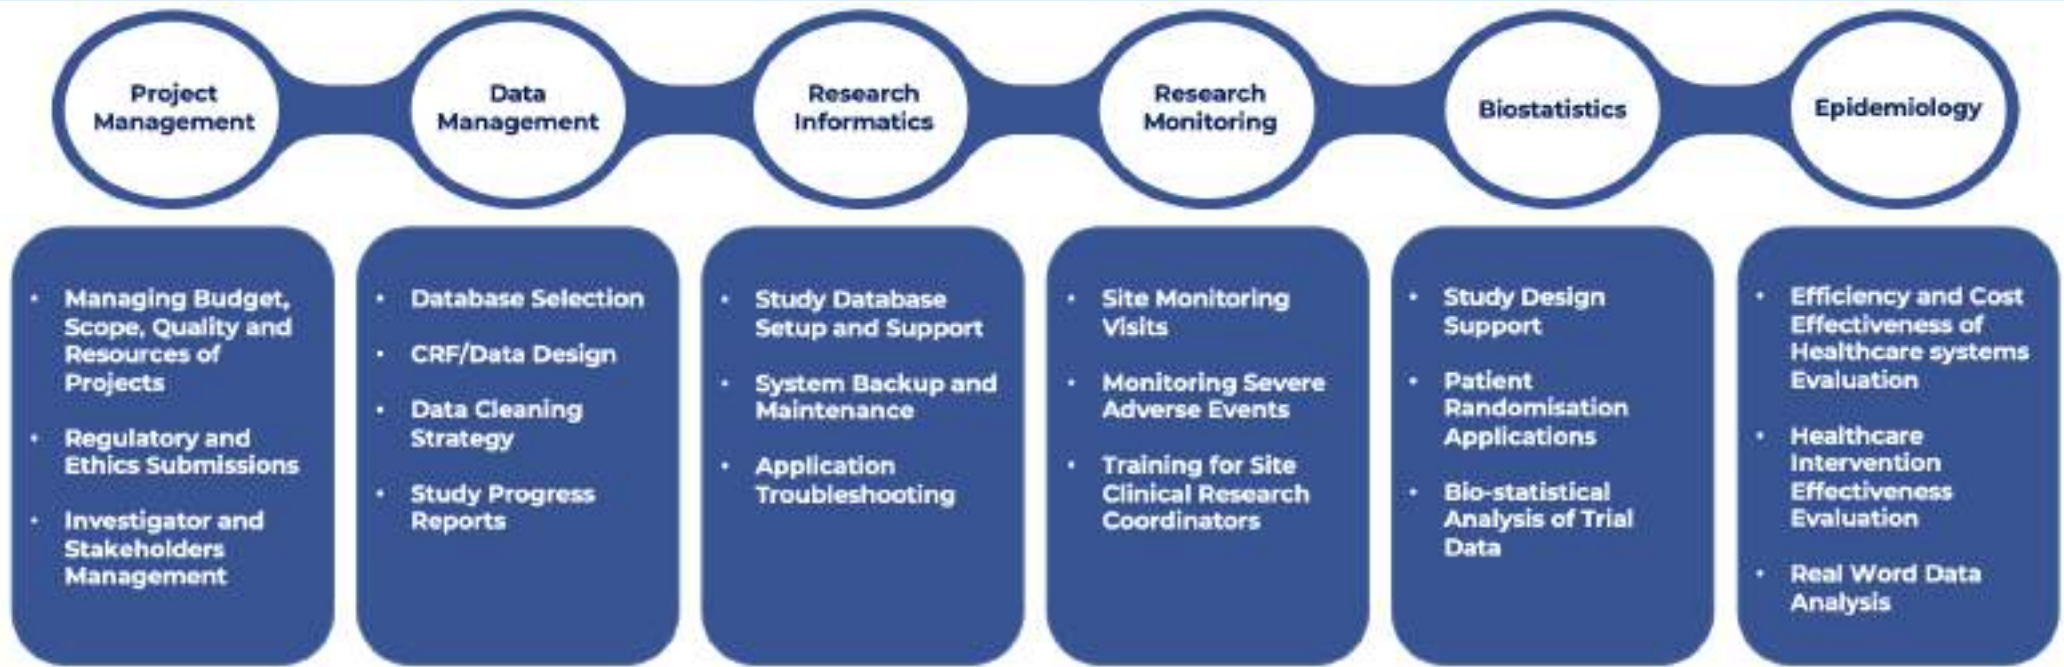 Project
Management
Data
Management
Research
Informatics
Research
Monitoring
Biostatistics
Epidemiology
• Managing Budget,
Scope, Quality and
Resources of
Projects
• Regulatory and
Ethics Submissions
• Investigator and
Stakeholders
Management
• Database Selection
• CRF/Data Design
• Data Cleaning
Strategy
• Study Progress
Reports
• Study Database
Setup and Support
• System Backup and
Maintenance
• Application
Troubleshooting
• Site Monitoring
Visits
• Monitoring Severe
Adverse Events
• Training for Site
Clinical Research
Coordinators
• Study Design
Support
• Patient
Randomisation
Applications
• Bio-statistical
Analysis of Trial
Data
• Efficiency and Cost
Effectiveness of
Healthcare systems
Evaluation
• Healthcare
Intervention
Effectiveness
Evaluation
• Real Word Data
Analysis